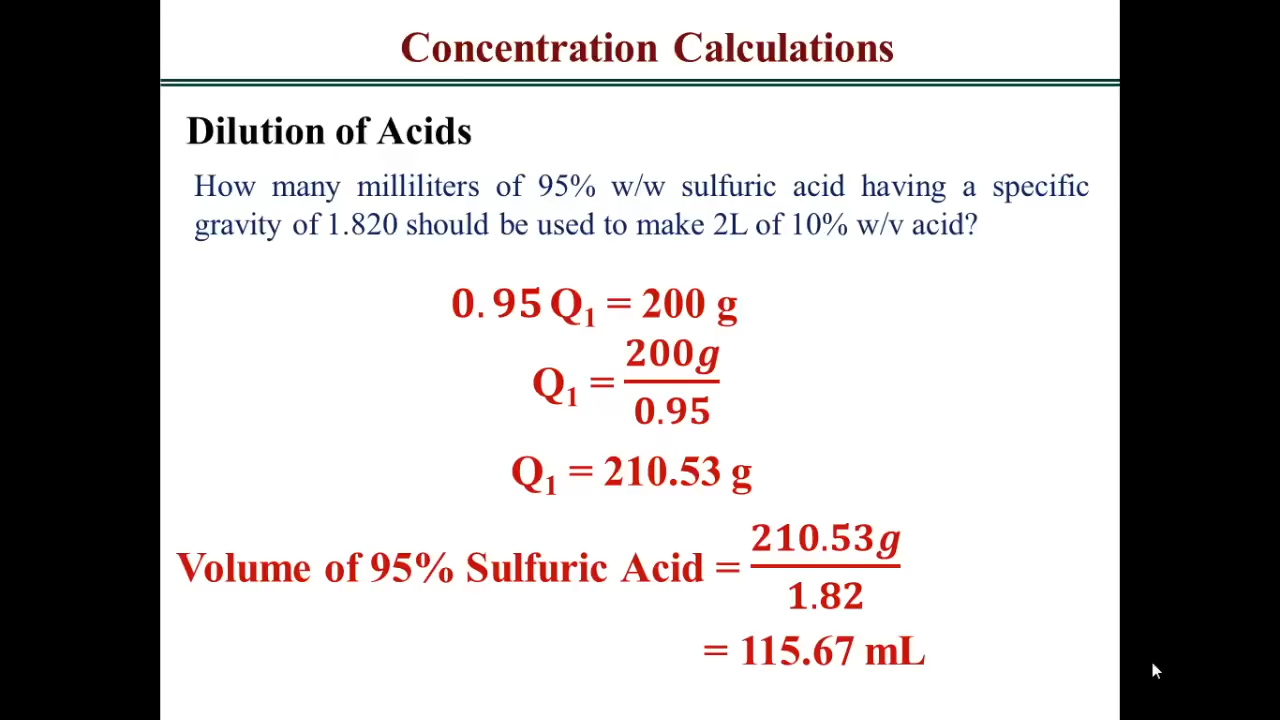 Concentration Calculations
Dilution of Acids
How many milliliters of 95% w/w sulfuric acid having a specific
gravity of 1.820 should be used to make 2L of 10% w/v acid?
0.95 Q₁ = 200 g
Q₁ = 200g / 0.95
Q₁ = 210.53 g
Volume of 95% Sulfuric Acid = 210.53g / 1.82
= 115.67 mL